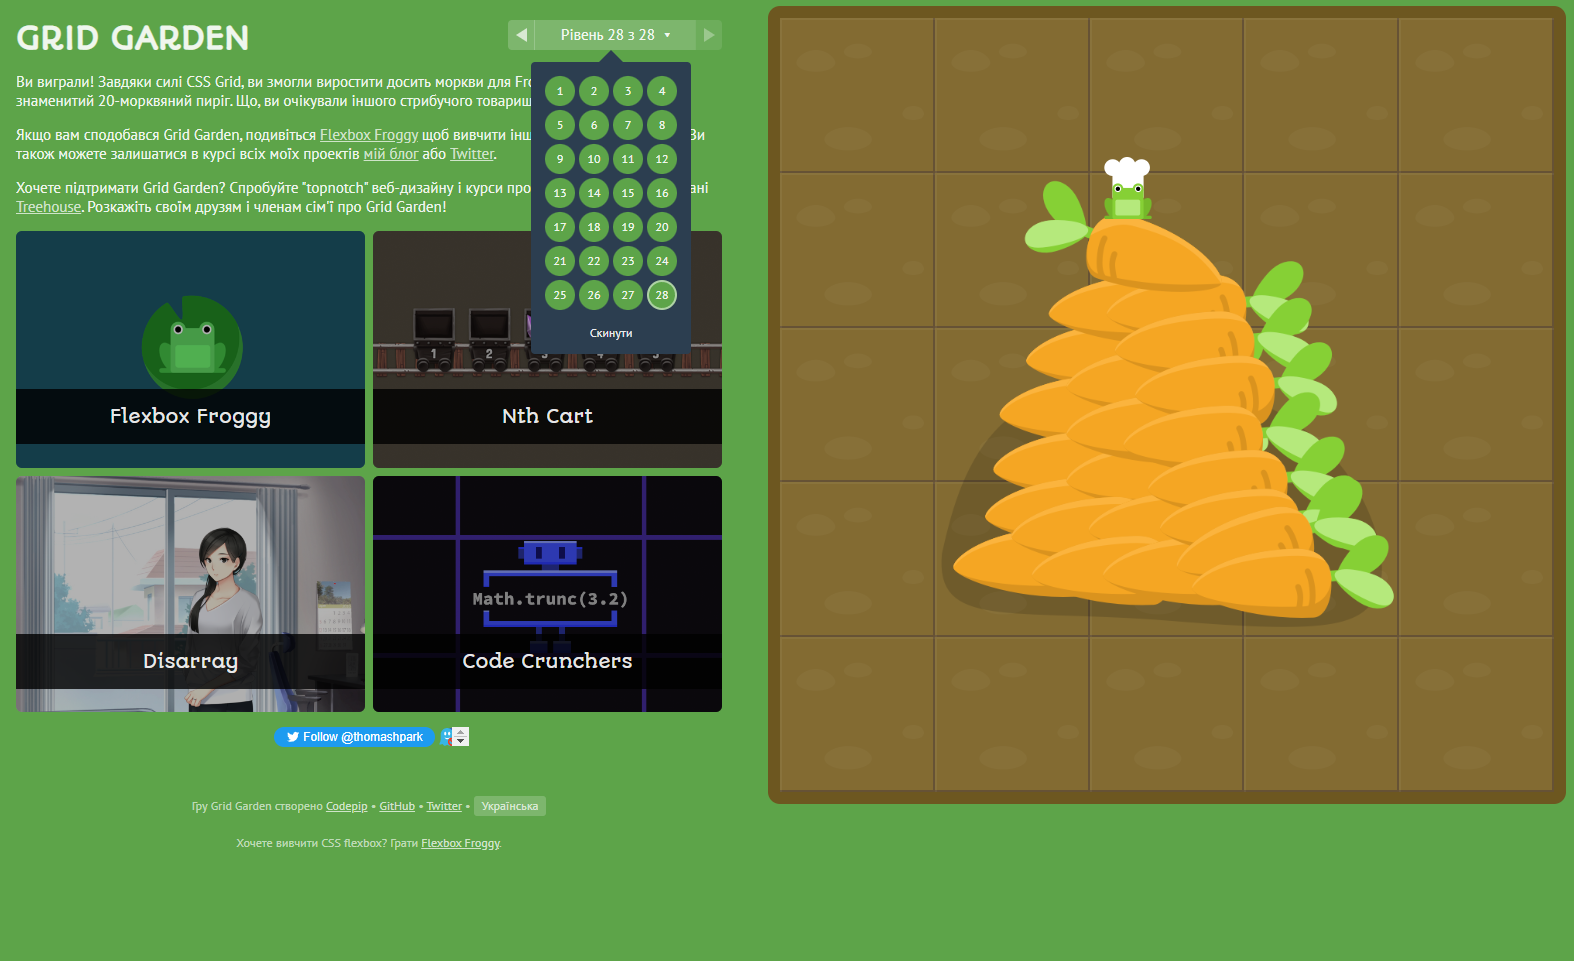 GRID GARDEN
Рівень 28 з 28
Ви виграли! Завдяки силі CSS Grid, ви змогли виростити досить моркви для
знаменитий 20-морквяний пиріг. Що, ви очікували іншого стрибучого
Якщо вам сподобався Grid Garden, подивіться Flexbox Froggy щоб вивчити Ви
також можете залишатися в курсі всіх моїх проектів мій блог або Twitter.
Хочете підтримати Grid Garden? Спробуйте "topnotch" веб-дизайну і курси
Treehouse. Розкажіть своїм друзям і членам сім'ї про Grid Garden!
1 2 3 4
5 6 7 8
9 10 11 12
13 14 15 16
17 18 19 20
21 22 23 24
25 26 27 28
Скинути
1 2
Flexbox Froggy
Nth Cart
Math.trunc(3.2)
Disarray
Code Crunchers
Follow @thomashpark
Гру Grid Garden створено Codepip • GitHub • Twitter • Українська
Хочете вивчити CSS flexbox? Грати Flexbox Froggy.